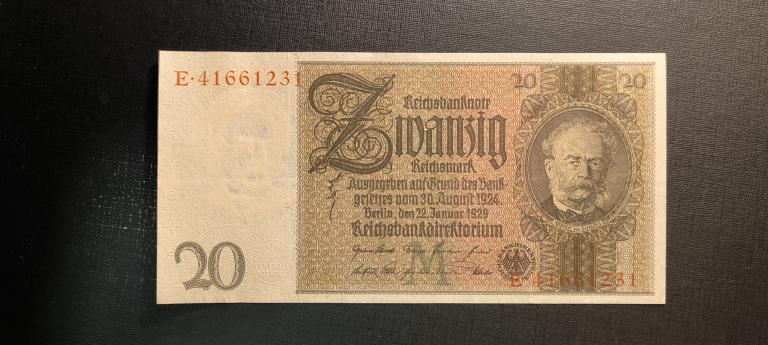 E·41661231
20 20
Reichsbanknote
Zwanzig
Reichsmark
Ausgegeben auf Grund des Bank-
gesetzes vom 30. August 1924
Berlin, den 22. Januar 1929
Reichsbankdirektorium
20
M
E·41661231